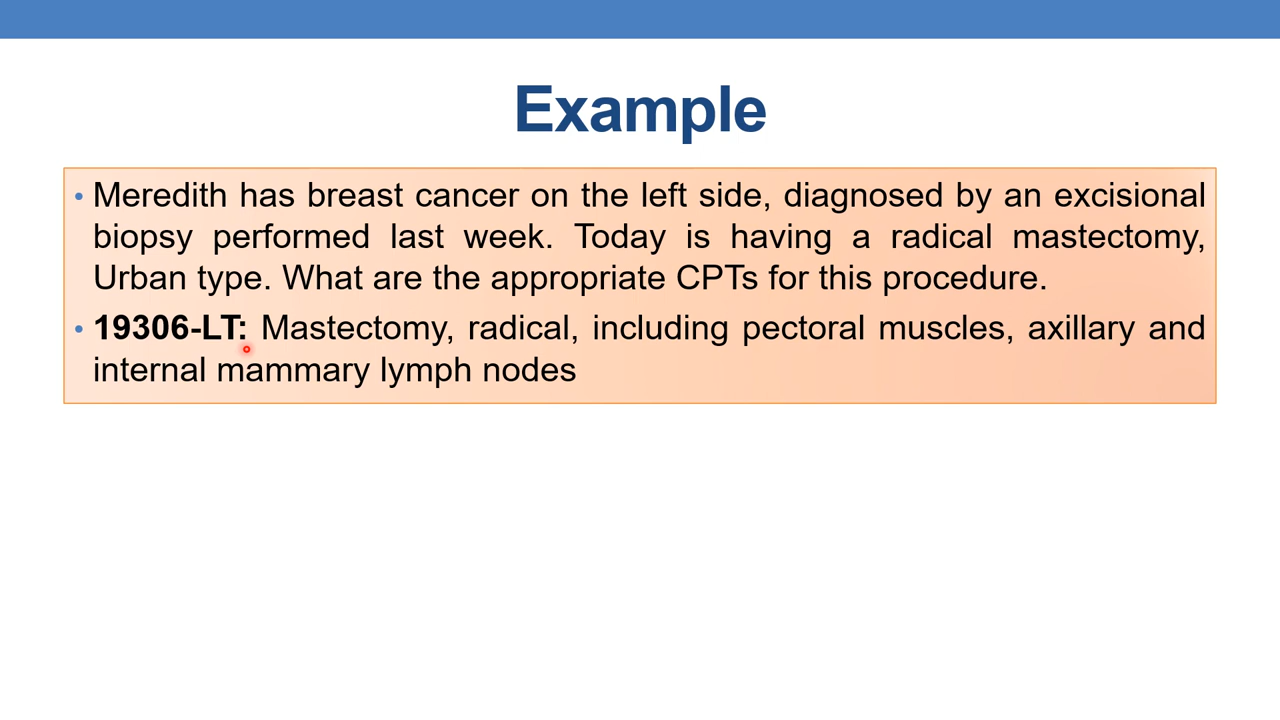 Example
• Meredith has breast cancer on the left side, diagnosed by an excisional
biopsy performed last week. Today is having a radical mastectomy,
Urban type. What are the appropriate CPTs for this procedure.
• 19306-LT: Mastectomy, radical, including pectoral muscles, axillary and
internal mammary lymph nodes